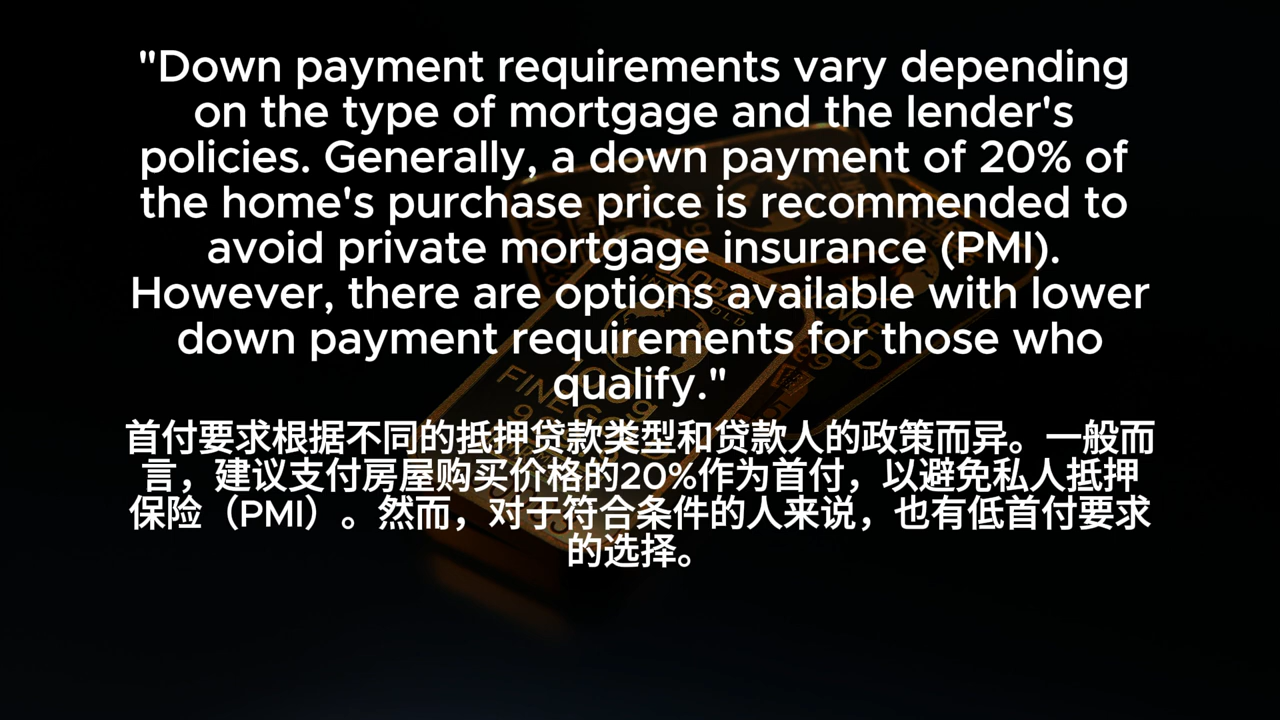 "Down payment requirements vary depending
on the type of mortgage and the lender's
policies. Generally, a down payment of 20% of
the home's purchase price is recommended to
avoid private mortgage insurance (PMI).
However, there are options available with lower
down payment requirements for those who
qualify."
首付要求根据不同的抵押贷款类型和贷款人的政策而异。一般而
言，建议支付房屋购买价格的20%作为首付，以避免私人抵押
保险（PMI）。然而，对于符合条件的人来说，也有低首付要求
的选择。
FINE GOLD